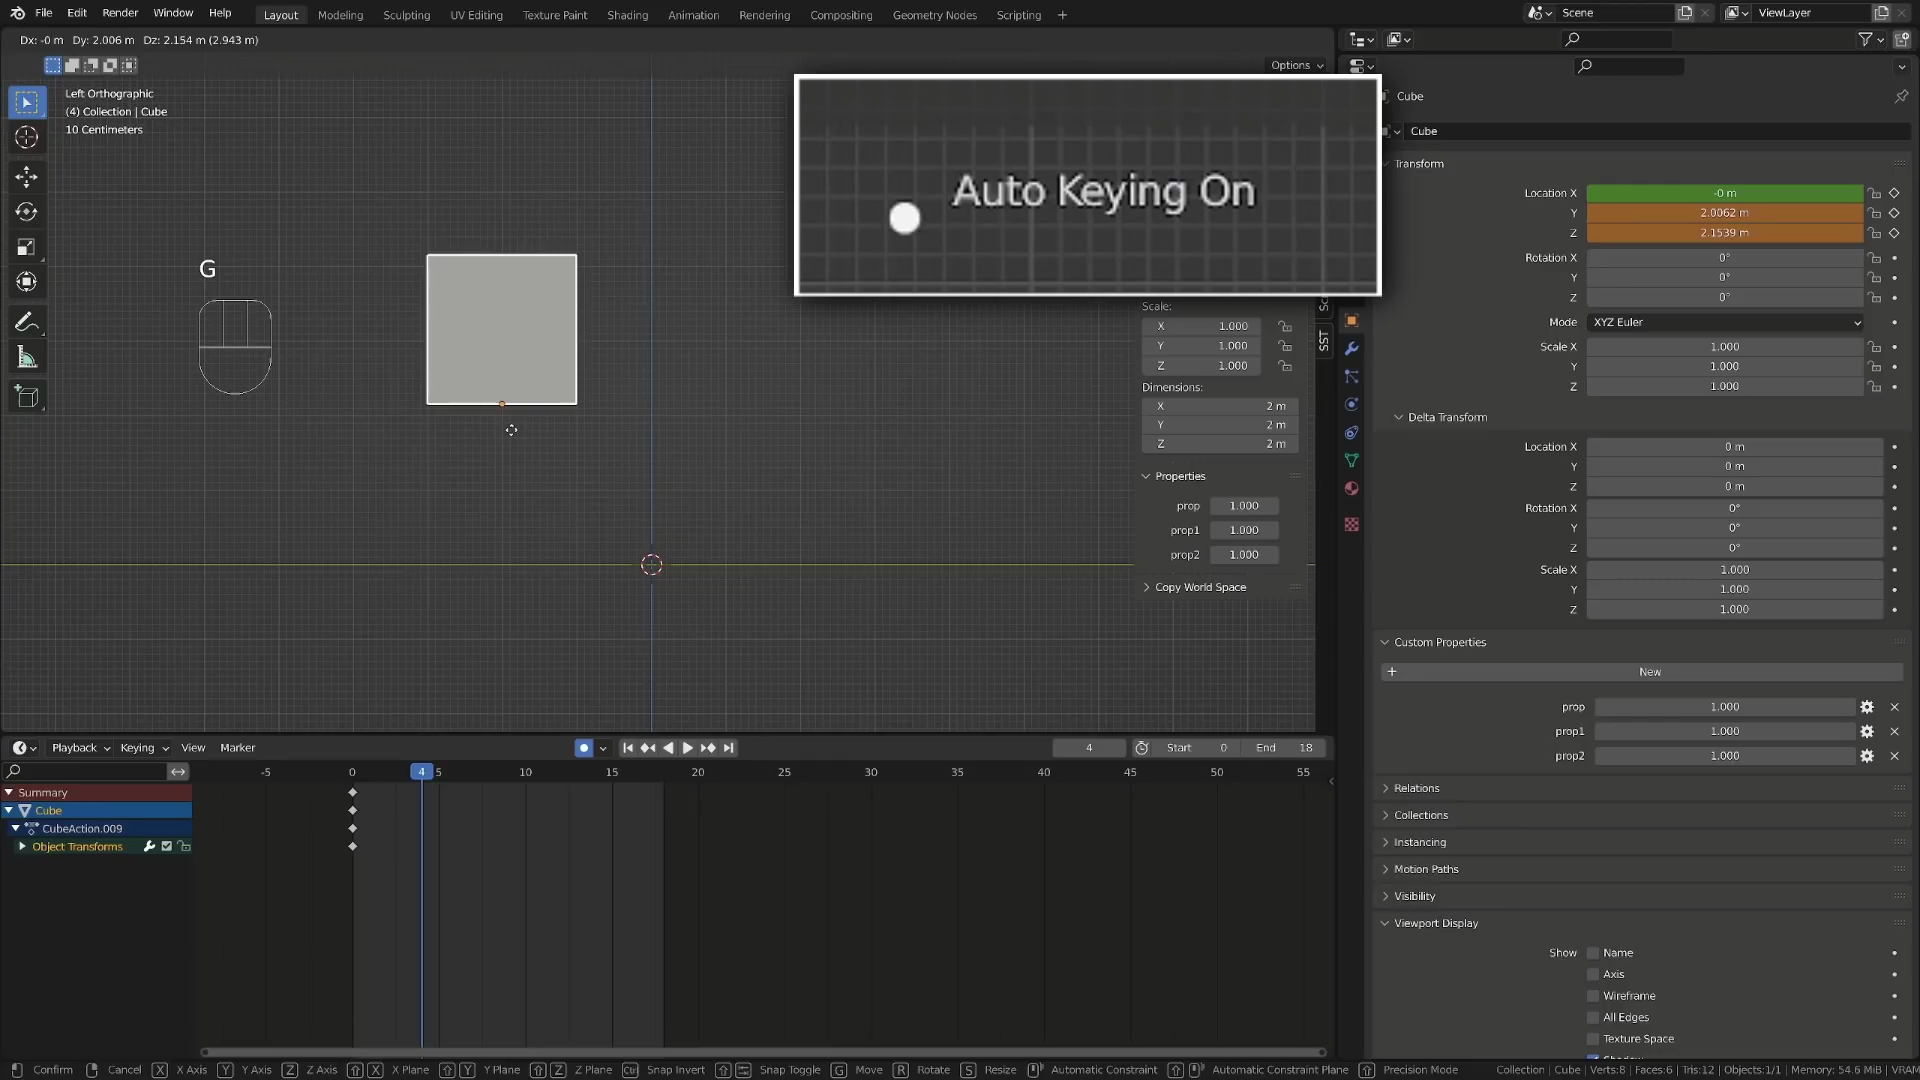 File Edit Render Window Help Layout Modeling Sculpting UV Editing Texture Paint Shading Animation Rendering Compositing Geometry Nodes Scripting + Scene ViewLayer
Dx: -0 m Dy: 2.006 m Dz: 2.154 m (2.943 m)
Options
Left Orthographic
(4) Collection | Cube
10 Centimeters
G
Auto Keying On
Scale:
X 1.000
Y 1.000
Z 1.000
Dimensions:
X 2 m
Y 2 m
Z 2 m
Properties
prop 1.000
prop1 1.000
prop2 1.000
Copy World Space
SST
Cube
Cube
Transform
Location X -0 m
Y 2.0062 m
Z 2.1539 m
Rotation X 0°
Y 0°
Z 0°
Mode XYZ Euler
Scale X 1.000
Y 1.000
Z 1.000
Delta Transform
Location X 0 m
Y 0 m
Z 0 m
Rotation X 0°
Y 0°
Z 0°
Scale X 1.000
Y 1.000
Z 1.000
Custom Properties
+ New
prop 1.000
prop1 1.000
prop2 1.000
Relations
Collections
Instancing
Motion Paths
Visibility
Viewport Display
Show Name
Axis
Wireframe
All Edges
Texture Space
Shadow
Playback Keying View Marker 4 Start 0 End 18
-5 0 4 5 10 15 20 25 30 35 40 45 50 55
Summary
Cube
CubeAction.009
Object Transforms
Confirm Cancel X X Axis Y Y Axis Z Z Axis X X Plane Y Y Plane Z Z Plane Ctrl Snap Invert Snap Toggle G Move R Rotate S Resize Automatic Constraint Automatic Constraint Plane Precision Mode Collection | Cube | Verts:8 | Faces:6 | Tris:12 | Objects:1/1 | Memory: 54.6 MiB | VRAM